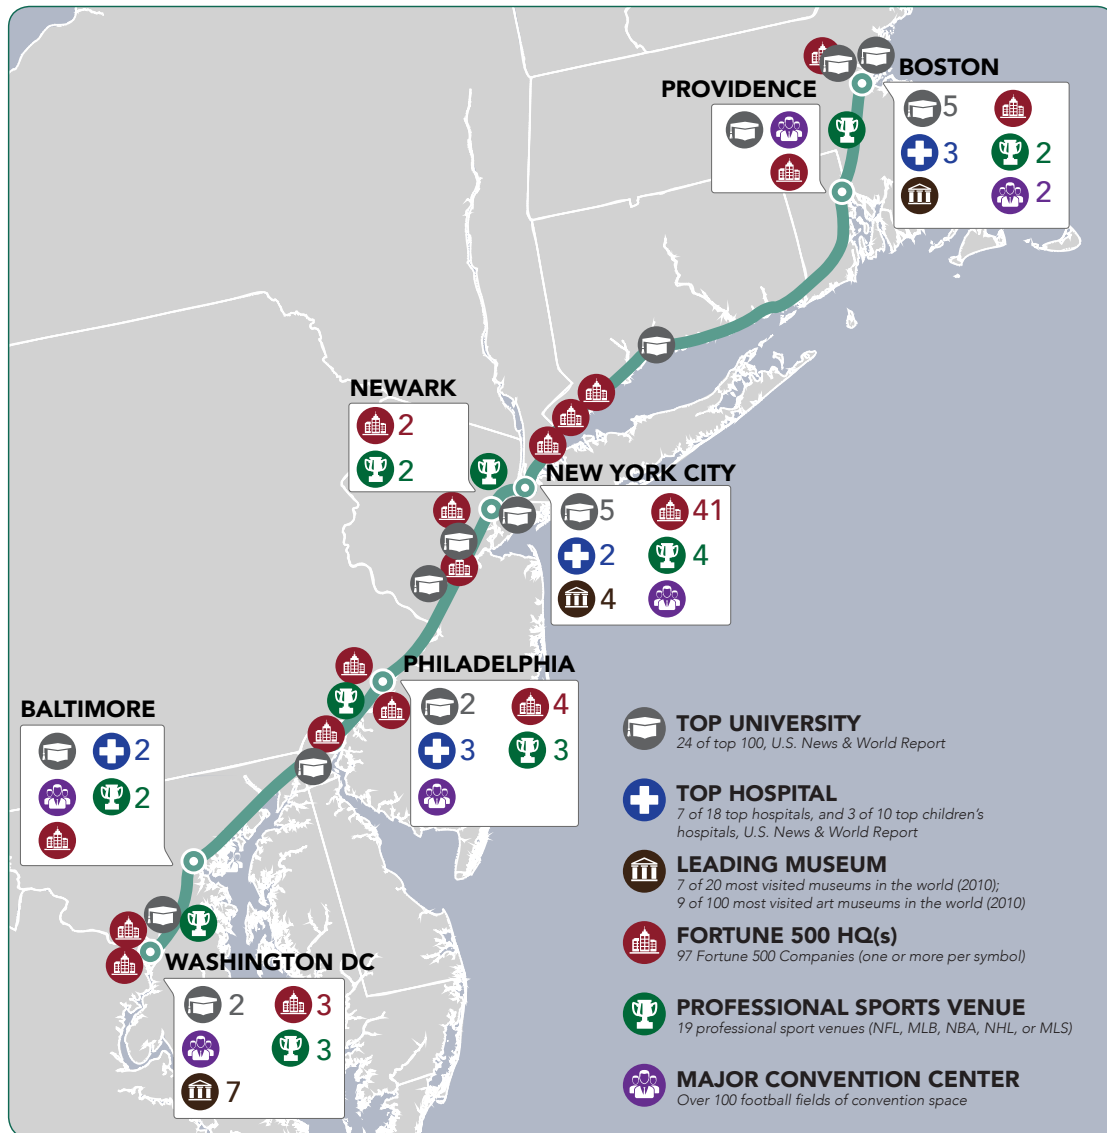 BOSTON
5
3
2
2
PROVIDENCE
NEWARK
2
2
NEW YORK CITY
5
41
2
4
4
PHILADELPHIA
2
4
3
3
BALTIMORE
2
2
WASHINGTON DC
2
3
3
7
TOP UNIVERSITY
24 of top 100, U.S. News & World Report
TOP HOSPITAL
7 of 18 top hospitals, and 3 of 10 top children's
hospitals, U.S. News & World Report
LEADING MUSEUM
7 of 20 most visited museums in the world (2010);
9 of 100 most visited art museums in the world (2010)
FORTUNE 500 HQ(s)
97 Fortune 500 Companies (one or more per symbol)
PROFESSIONAL SPORTS VENUE
19 professional sport venues (NFL, MLB, NBA, NHL, or MLS)
MAJOR CONVENTION CENTER
Over 100 football fields of convention space